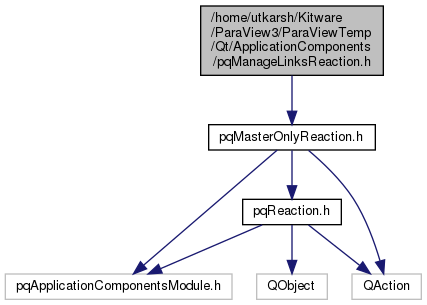 /home/utkarsh/Kitware
/ParaView3/ParaViewTemp
/Qt/ApplicationComponents
/pqManageLinksReaction.h
pqMasterOnlyReaction.h
pqReaction.h
pqApplicationComponentsModule.h
QObject
QAction